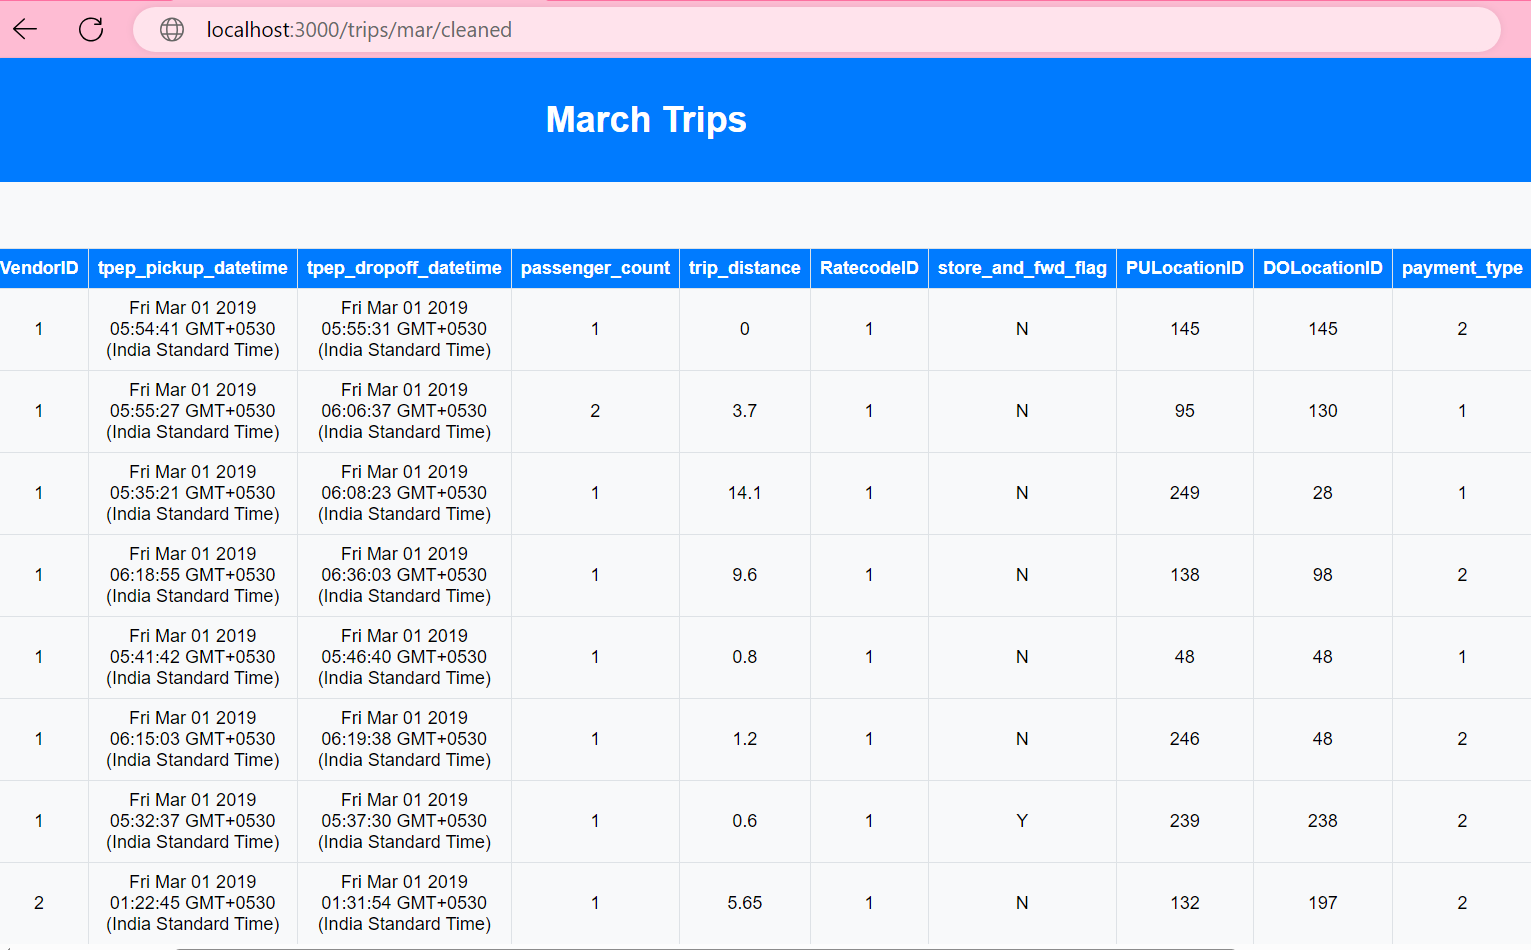 localhost:3000/trips/mar/cleaned
March Trips
VendorID tpep_pickup_datetime tpep_dropoff_datetime passenger_count trip_distance RatecodeID store_and_fwd_flag PULocationID DOLocationID payment_type
Fri Mar 01 2019 Fri Mar 01 2019
1 05:54:41 GMT+0530 05:55:31 GMT+0530 1 0 1 N 145 145 2
(India Standard Time) (India Standard Time)
Fri Mar 01 2019 Fri Mar 01 2019
1 05:55:27 GMT+0530 06:06:37 GMT+0530 2 3.7 1 N 95 130 1
(India Standard Time) (India Standard Time)
Fri Mar 01 2019 Fri Mar 01 2019
1 05:35:21 GMT+0530 06:08:23 GMT+0530 1 14.1 1 N 249 28 1
(India Standard Time) (India Standard Time)
Fri Mar 01 2019 Fri Mar 01 2019
1 06:18:55 GMT+0530 06:36:03 GMT+0530 1 9.6 1 N 138 98 2
(India Standard Time) (India Standard Time)
Fri Mar 01 2019 Fri Mar 01 2019
1 05:41:42 GMT+0530 05:46:40 GMT+0530 1 0.8 1 N 48 48 1
(India Standard Time) (India Standard Time)
Fri Mar 01 2019 Fri Mar 01 2019
1 06:15:03 GMT+0530 06:19:38 GMT+0530 1 1.2 1 N 246 48 2
(India Standard Time) (India Standard Time)
Fri Mar 01 2019 Fri Mar 01 2019
1 05:32:37 GMT+0530 05:37:30 GMT+0530 1 0.6 1 Y 239 238 2
(India Standard Time) (India Standard Time)
Fri Mar 01 2019 Fri Mar 01 2019
2 01:22:45 GMT+0530 01:31:54 GMT+0530 1 5.65 1 N 132 197 2
(India Standard Time) (India Standard Time)